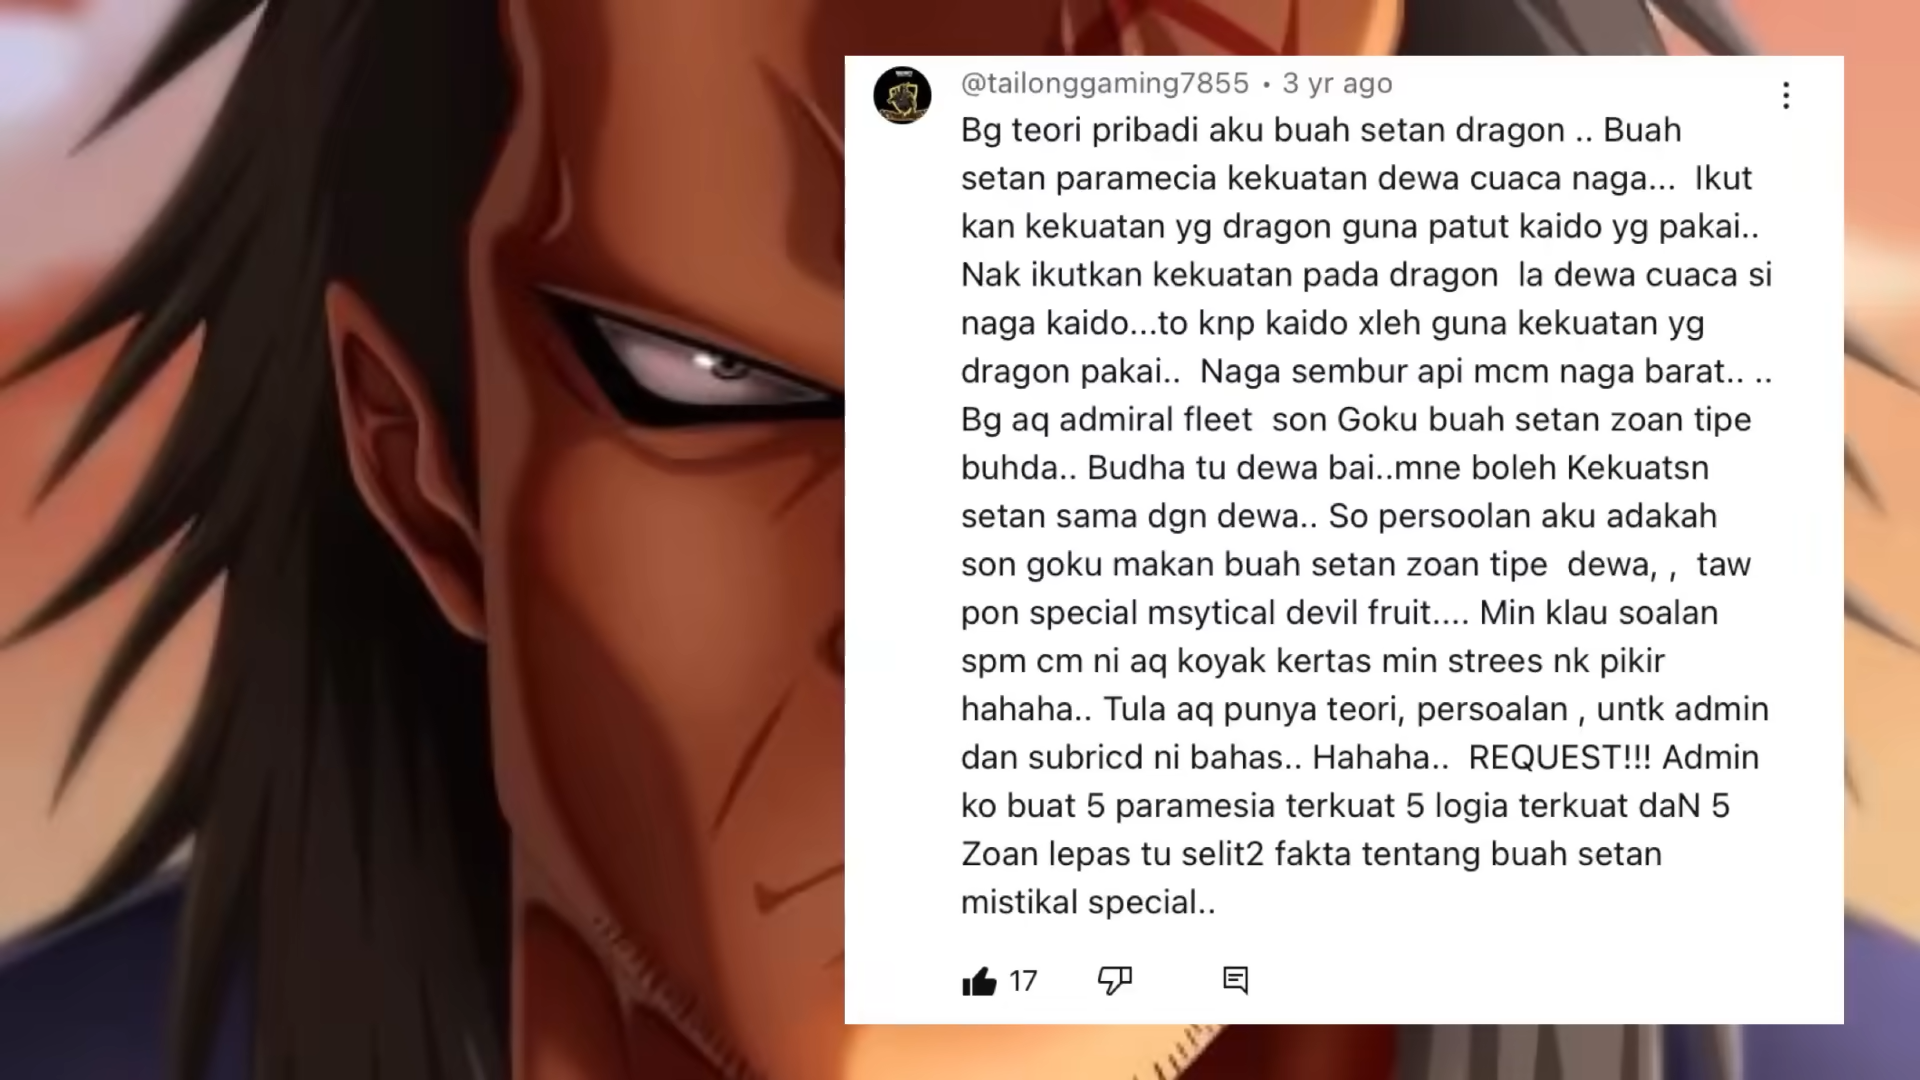 @tailonggaming7855 • 3 yr ago
Bg teori pribadi aku buah setan dragon .. Buah
setan paramecia kekuatan dewa cuaca naga... Ikut
kan kekuatan yg dragon guna patut kaido yg pakai..
Nak ikutkan kekuatan pada dragon la dewa cuaca si
naga kaido...to knp kaido xleh guna kekuatan yg
dragon pakai.. Naga sembur api mcm naga barat.. ..
Bg aq admiral fleet son Goku buah setan zoan tipe
buhda.. Budha tu dewa bai..mne boleh Kekuatsn
setan sama dgn dewa.. So persoolan aku adakah
son goku makan buah setan zoan tipe dewa, , taw
pon special msytical devil fruit.... Min klau soalan
spm cm ni aq koyak kertas min strees nk pikir
hahaha.. Tula aq punya teori, persoalan , untk admin
dan subricd ni bahas.. Hahaha.. REQUEST!!! Admin
ko buat 5 paramesia terkuat 5 logia terkuat daN 5
Zoan lepas tu selit2 fakta tentang buah setan
mistikal special..
17